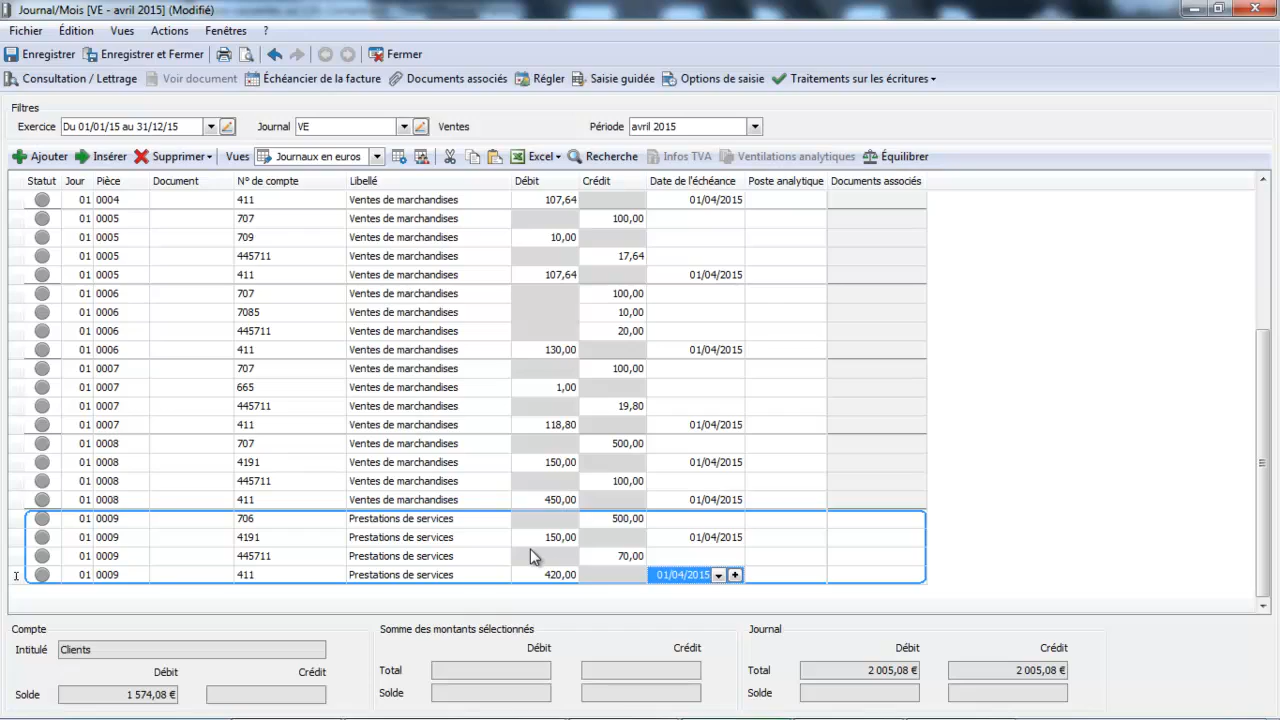 Journal/Mois [VE - avril 2015] (Modifié)
Fichier Édition Vues Actions Fenêtres ?
Enregistrer Enregistrer et Fermer Fermer
Consultation / Lettrage Voir document Échéancier de la facture Documents associés Régler Saisie guidée Options de saisie Traitements sur les écritures
Filtres
Exercice Du 01/01/15 au 31/12/15 Journal VE Ventes Période avril 2015
Ajouter Insérer Supprimer Vues Journaux en euros Excel Recherche Infos TVA Ventilations analytiques Équilibrer
Statut Jour Pièce Document N° de compte Libellé Débit Crédit Date de l'échéance Poste analytique Documents associés
01 0004 411 Ventes de marchandises 107,64 01/04/2015
01 0005 707 Ventes de marchandises 100,00
01 0005 709 Ventes de marchandises 10,00
01 0005 445711 Ventes de marchandises 17,64
01 0005 411 Ventes de marchandises 107,64 01/04/2015
01 0006 707 Ventes de marchandises 100,00
01 0006 7085 Ventes de marchandises 10,00
01 0006 445711 Ventes de marchandises 20,00
01 0006 411 Ventes de marchandises 130,00 01/04/2015
01 0007 707 Ventes de marchandises 100,00
01 0007 665 Ventes de marchandises 1,00
01 0007 445711 Ventes de marchandises 19,80
01 0007 411 Ventes de marchandises 118,80 01/04/2015
01 0008 707 Ventes de marchandises 500,00
01 0008 4191 Ventes de marchandises 150,00 01/04/2015
01 0008 445711 Ventes de marchandises 100,00
01 0008 411 Ventes de marchandises 450,00 01/04/2015
01 0009 706 Prestations de services 500,00
01 0009 4191 Prestations de services 150,00 01/04/2015
01 0009 445711 Prestations de services 70,00
01 0009 411 Prestations de services 420,00 01/04/2015
Compte Somme des montants sélectionnés Journal
Intitulé Clients Débit Crédit Débit Crédit
Débit Crédit Total Total 2 005,08 € 2 005,08 €
Solde 1 574,08 € Solde Solde